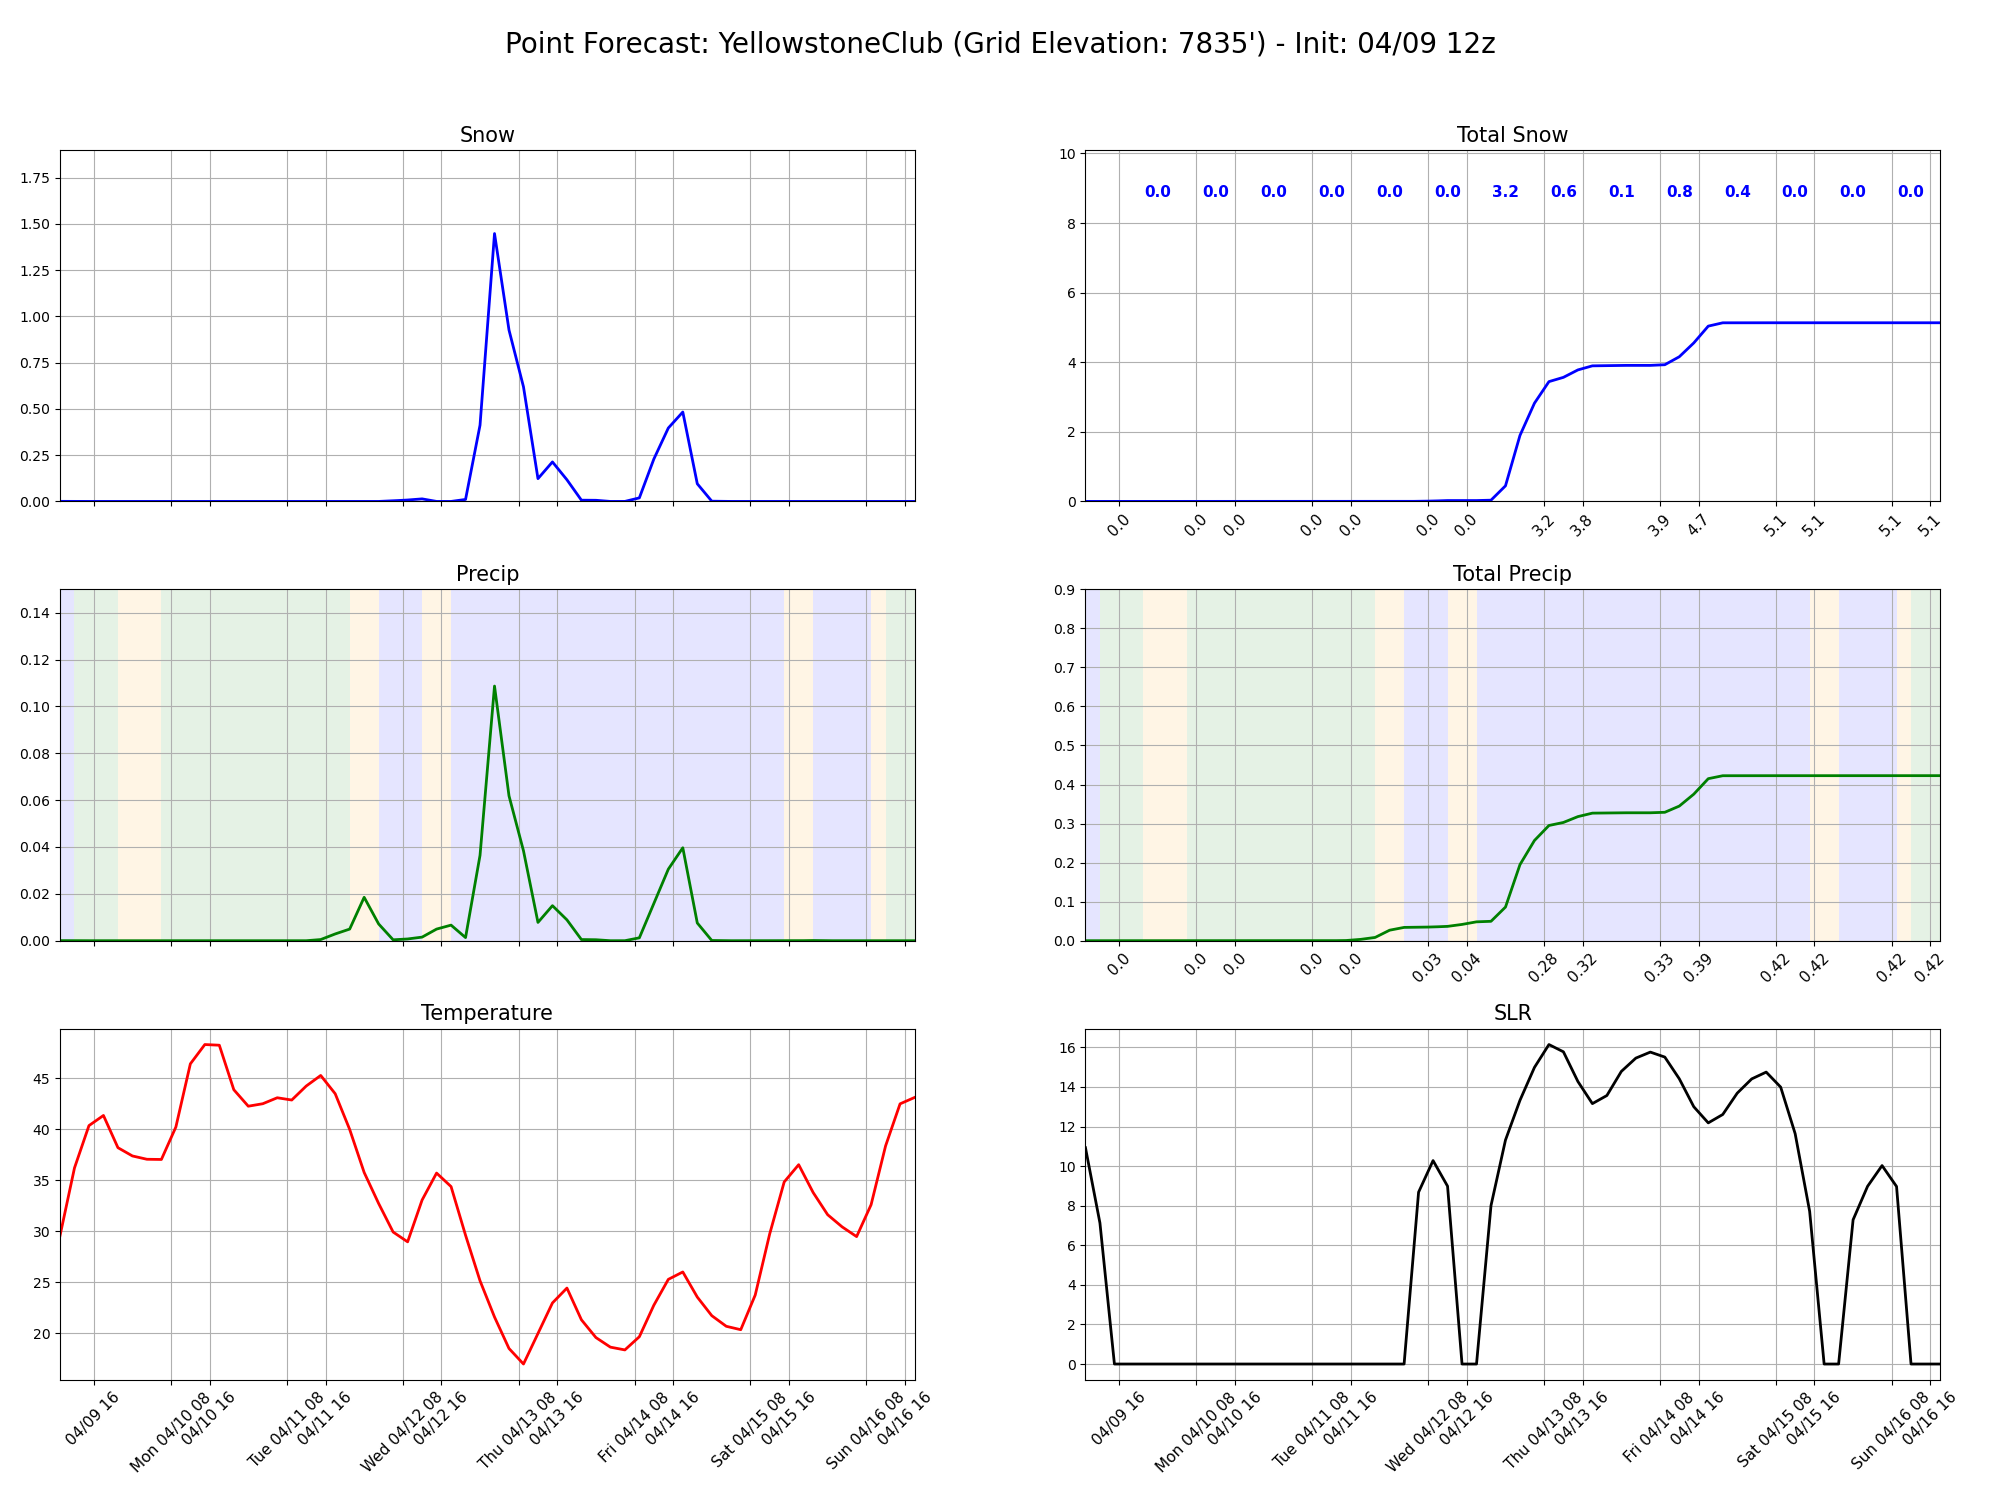 Point Forecast: YellowstoneClub (Grid Elevation: 7835') - Init: 04/09 12z
Snow
1.75
1.50
1.25
1.00
0.75
0.50
0.25
0.00
Total Snow
10
8
6
4
2
0
0.0 0.0 0.0 0.0 0.0 0.0 3.2 0.6 0.1 0.8 0.4 0.0 0.0 0.0
0.0 0.0 0.0 0.0 0.0 0.0 0.0 3.2 3.8 3.9 4.7 5.1 5.1 5.1 5.1
Precip
0.14
0.12
0.10
0.08
0.06
0.04
0.02
0.00
Total Precip
0.9
0.8
0.7
0.6
0.5
0.4
0.3
0.2
0.1
0.0
0.0 0.0 0.0 0.0 0.0 0.03 0.04 0.28 0.32 0.33 0.39 0.42 0.42 0.42 0.42
Temperature
45
40
35
30
25
20
04/09 16
Mon 04/10 08
04/10 16
Tue 04/11 08
04/11 16
Wed 04/12 08
04/12 16
Thu 04/13 08
04/13 16
Fri 04/14 08
04/14 16
Sat 04/15 08
04/15 16
Sun 04/16 08
04/16 16
SLR
16
14
12
10
8
6
4
2
0
04/09 16
Mon 04/10 08
04/10 16
Tue 04/11 08
04/11 16
Wed 04/12 08
04/12 16
Thu 04/13 08
04/13 16
Fri 04/14 08
04/14 16
Sat 04/15 08
04/15 16
Sun 04/16 08
04/16 16